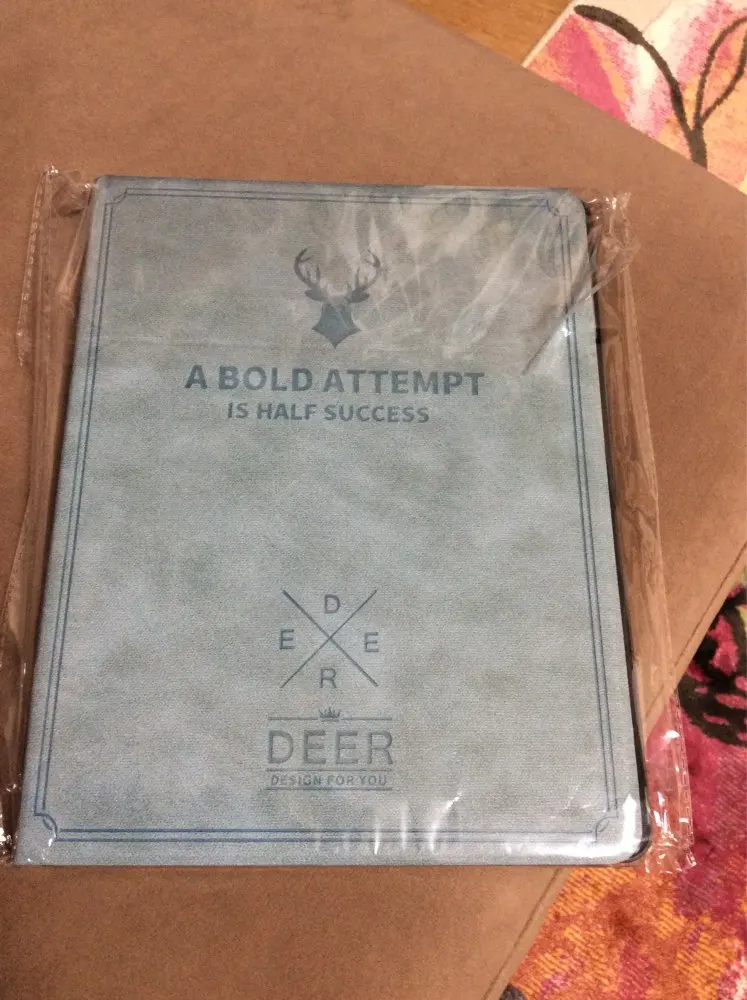 A BOLD ATTEMPT
IS HALF SUCCESS
D
E E
R
DEER
DESIGN FOR YOU